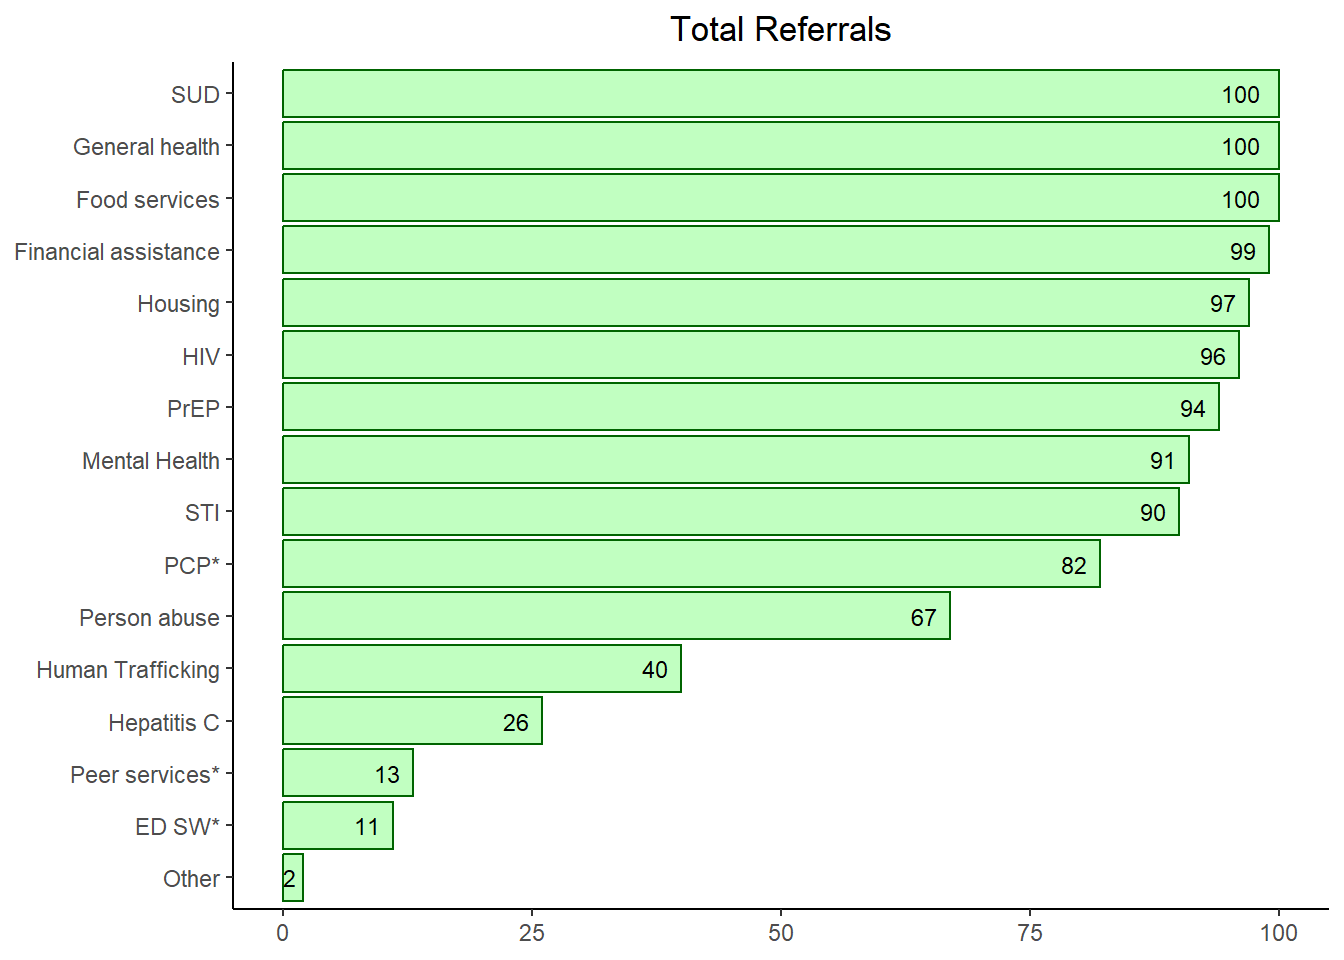 Total Referrals
SUD 100
General health 100
Food services 100
Financial assistance 99
Housing 97
HIV 96
PrEP 94
Mental Health 91
STI 90
PCP* 82
Person abuse 67
Human Trafficking 40
Hepatitis C 26
Peer services* 13
ED SW* 11
Other 2
0 25 50 75 100